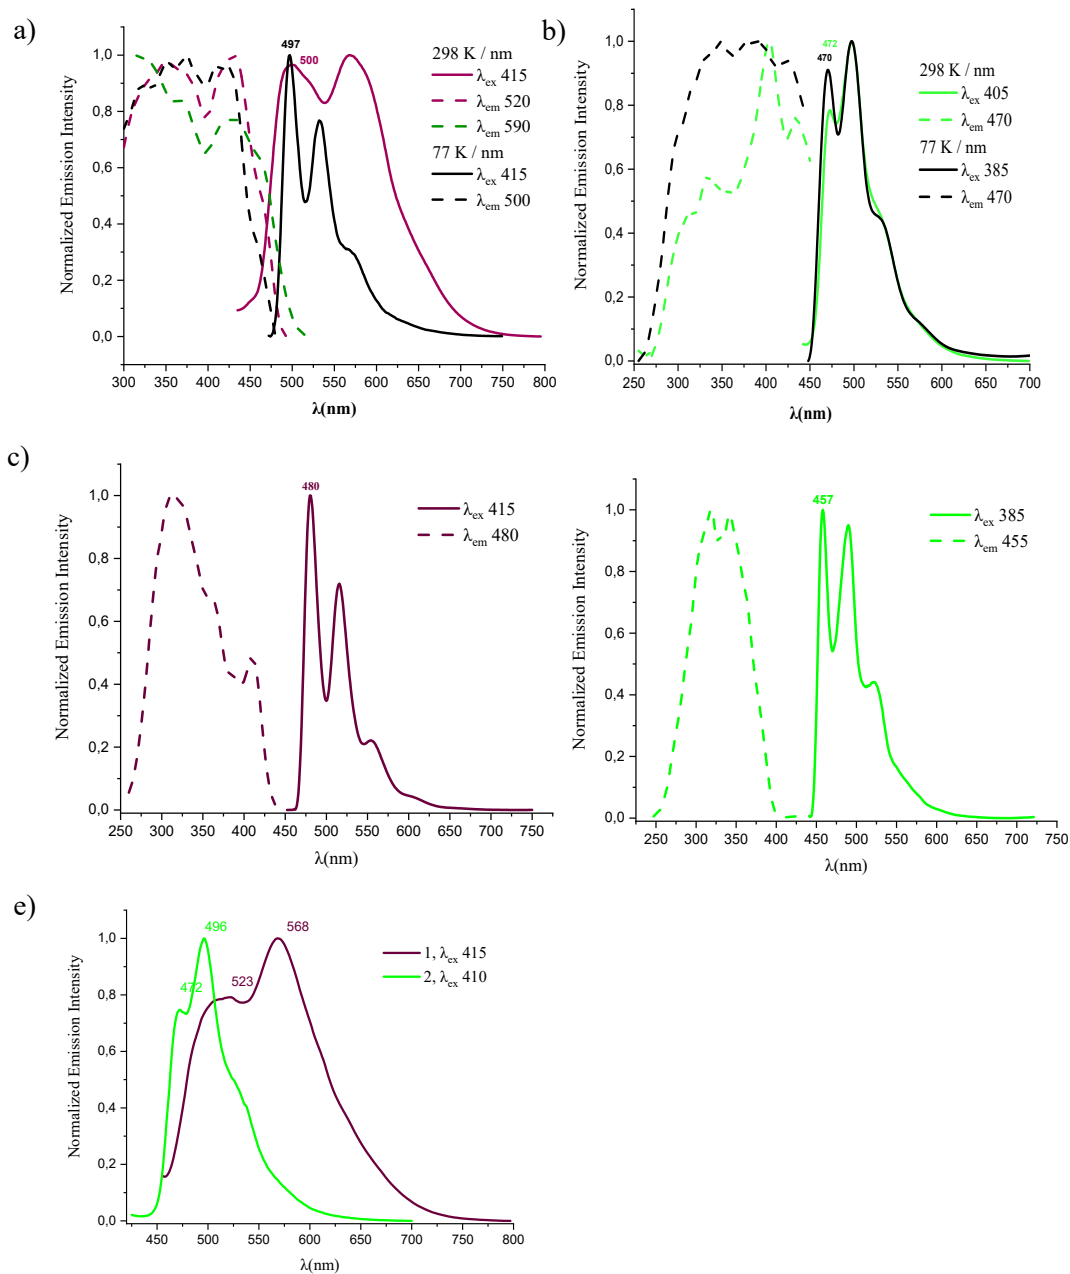 a)
497
500
298 K / nm
λex 415
λem 520
λem 590
77 K / nm
λex 415
λem 500
Normalized Emission Intensity
1,0
0,8
0,6
0,4
0,2
0,0
300 350 400 450 500 550 600 650 700 750 800
λ(nm)
b)
472
470
298 K / nm
λex 405
λem 470
77 K / nm
λex 385
λem 470
Normalized Emission Intensity
1,0
0,8
0,6
0,4
0,2
0,0
250 300 350 400 450 500 550 600 650 700
λ(nm)
c)
480
λex 415
λem 480
Normalized Emission Intensity
1,0
0,8
0,6
0,4
0,2
0,0
250 300 350 400 450 500 550 600 650 700 750
λ(nm)
457
λex 385
λem 455
Normalized Emission Intensity
1,0
0,8
0,6
0,4
0,2
0,0
250 300 350 400 450 500 550 600 650 700 750
λ(nm)
e)
496
568
472
523
1, λex 415
2, λex 410
Normalized Emission Intensity
1,0
0,8
0,6
0,4
0,2
0,0
450 500 550 600 650 700 750 800
λ(nm)